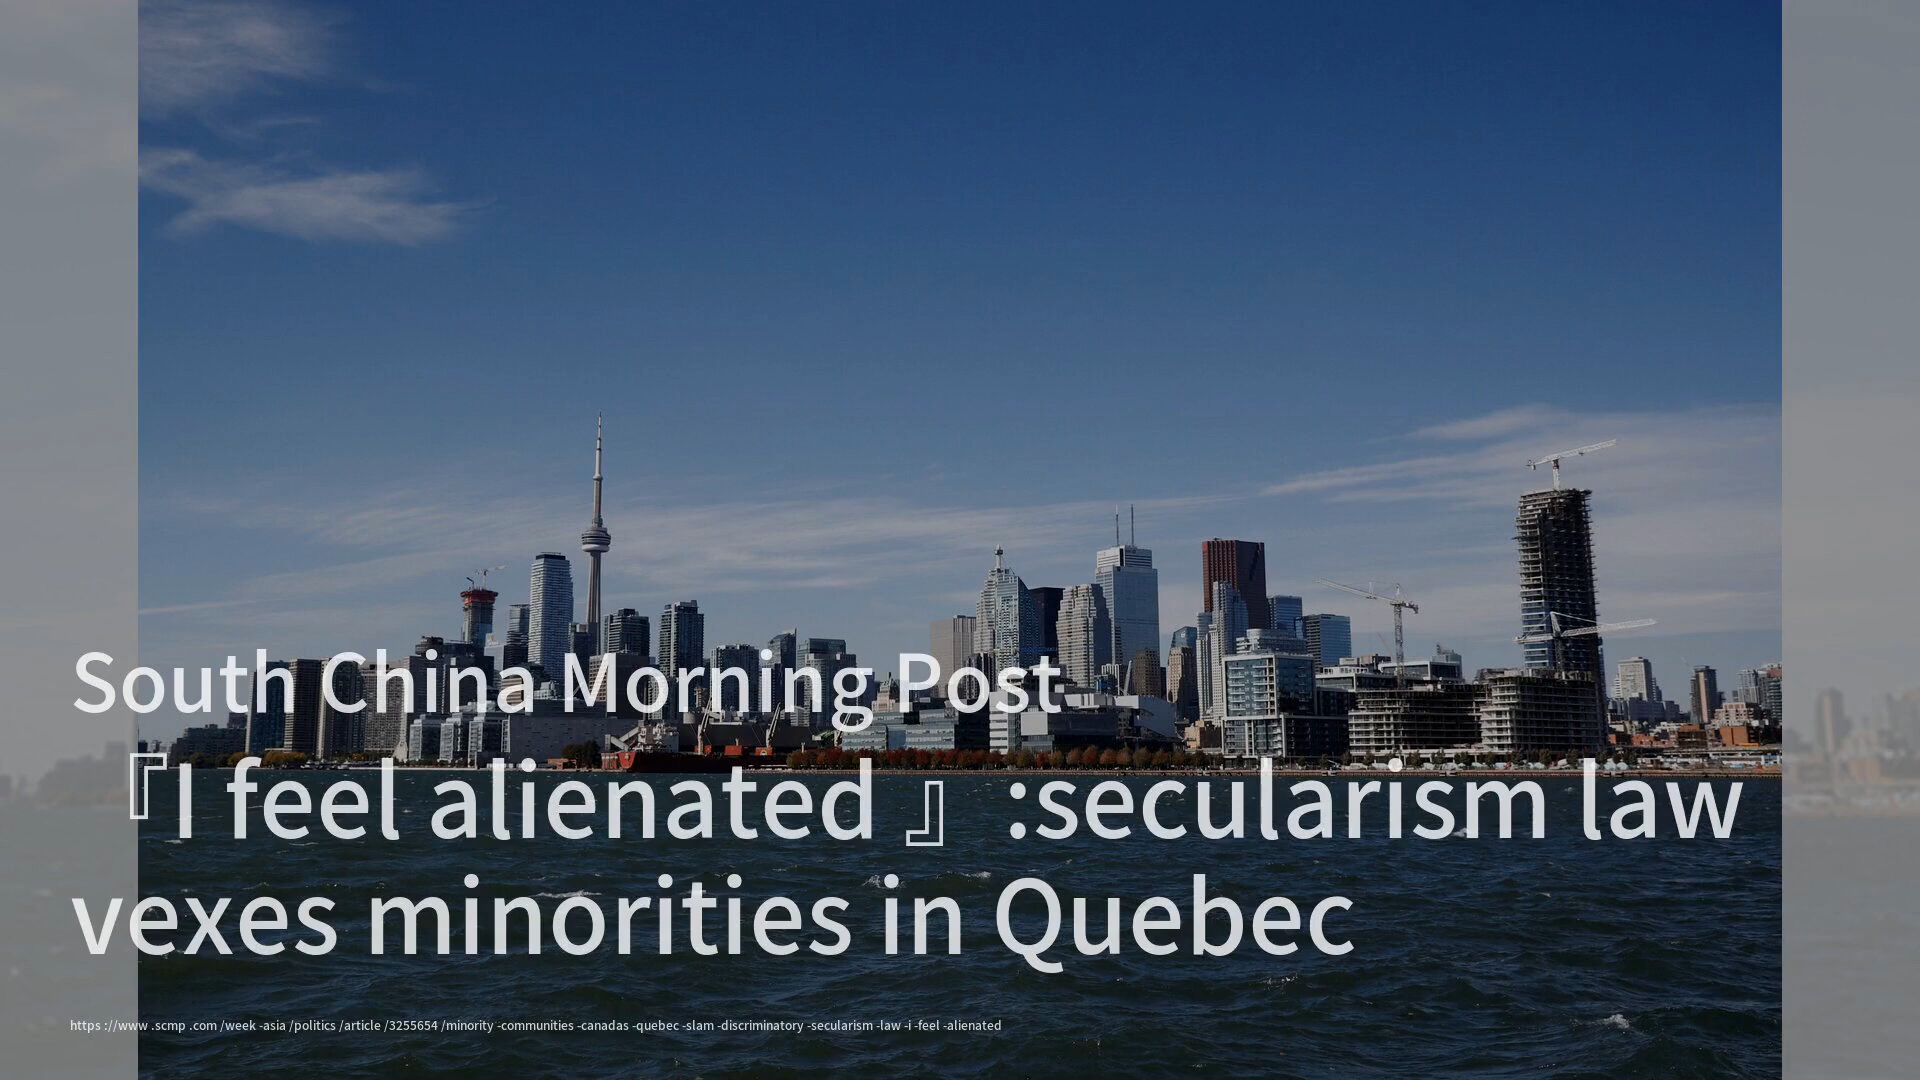 South China Morning Post
『I feel alienated 』 :secularism law
vexes minorities in Quebec
https ://www .scmp .com /week -asia /politics /article /3255654 /minority -communities -canadas -quebec -slam -discriminatory -secularism -law -i -feel -alienated